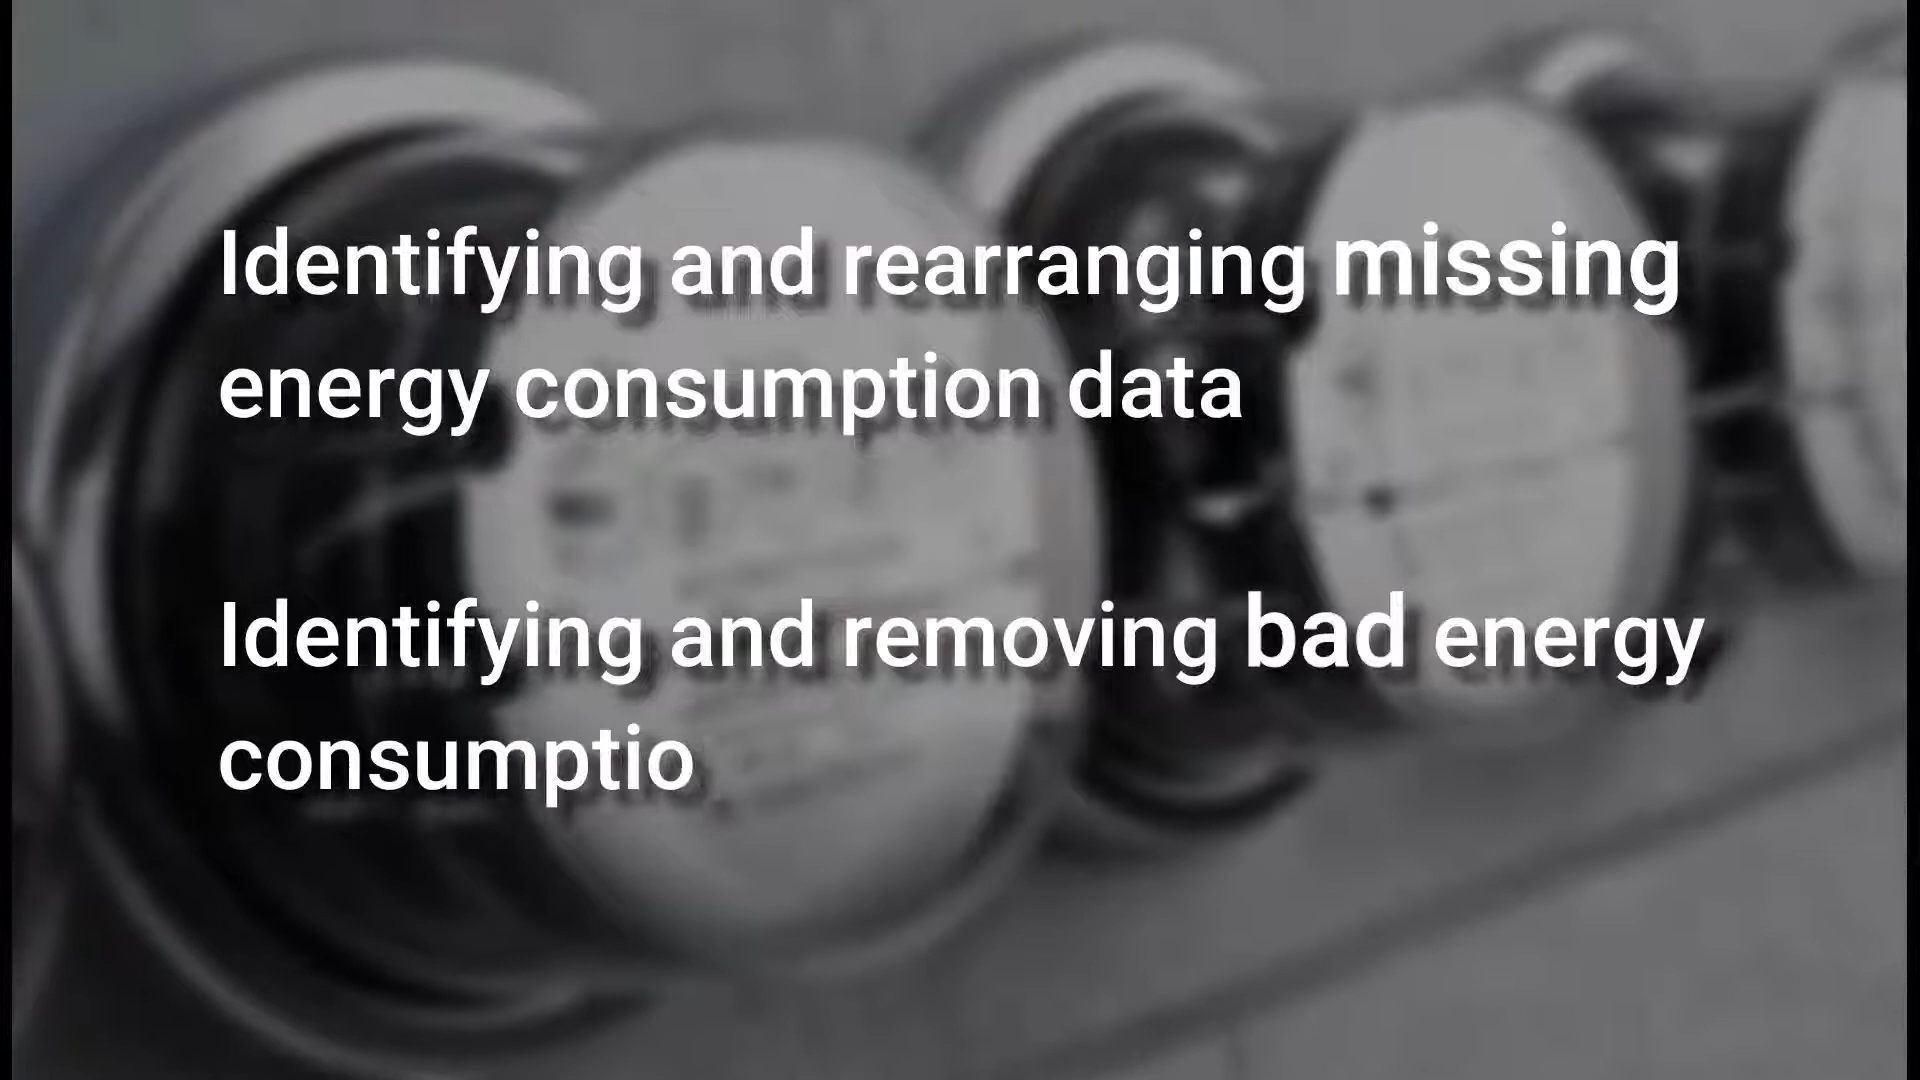 Identifying and rearranging missing
energy consumption data
Identifying and removing bad energy
consumptio